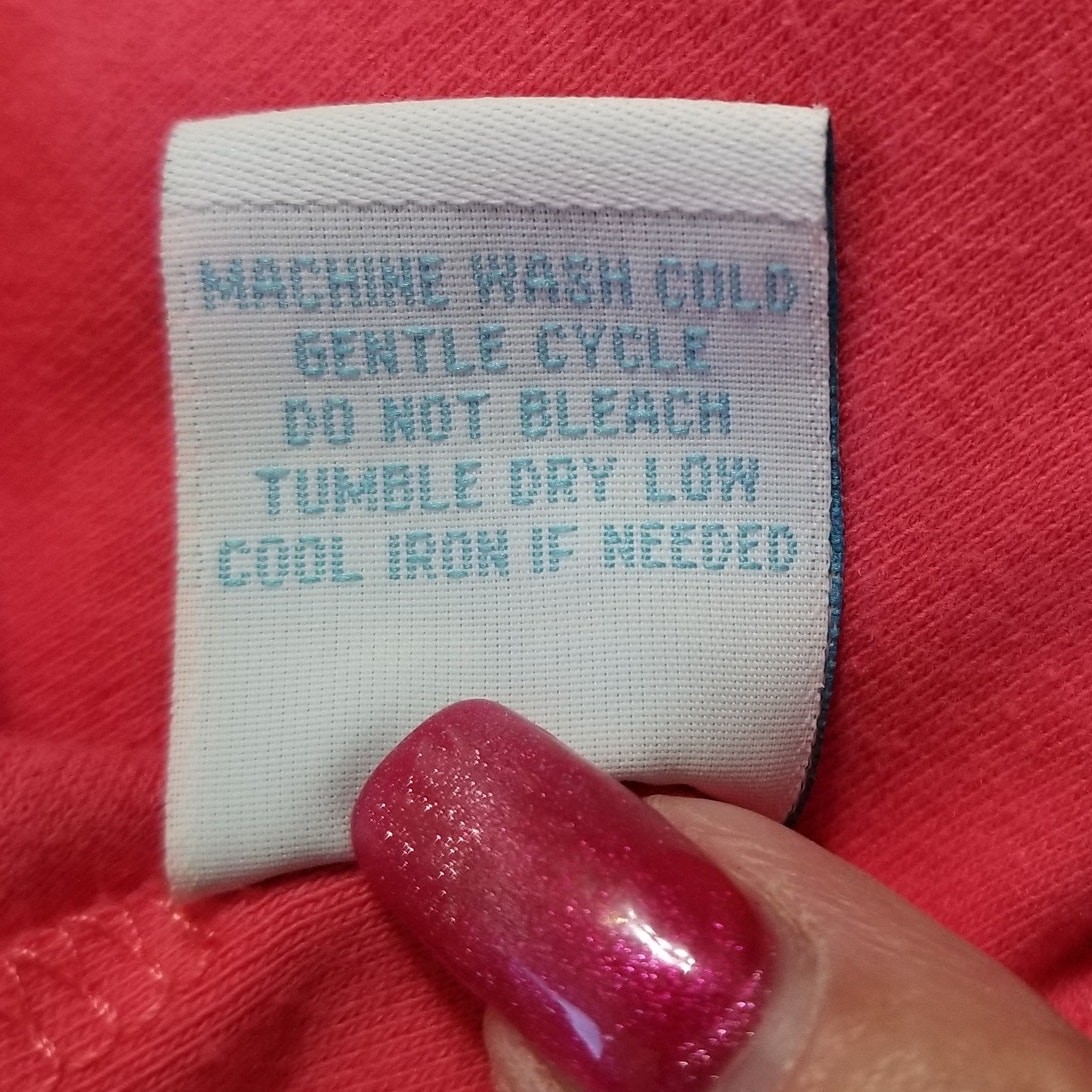 MACHINE WASH COLD
GENTLE CYCLE
DO NOT BLEACH
TUMBLE DRY LOW
COOL IRON IF NEEDED